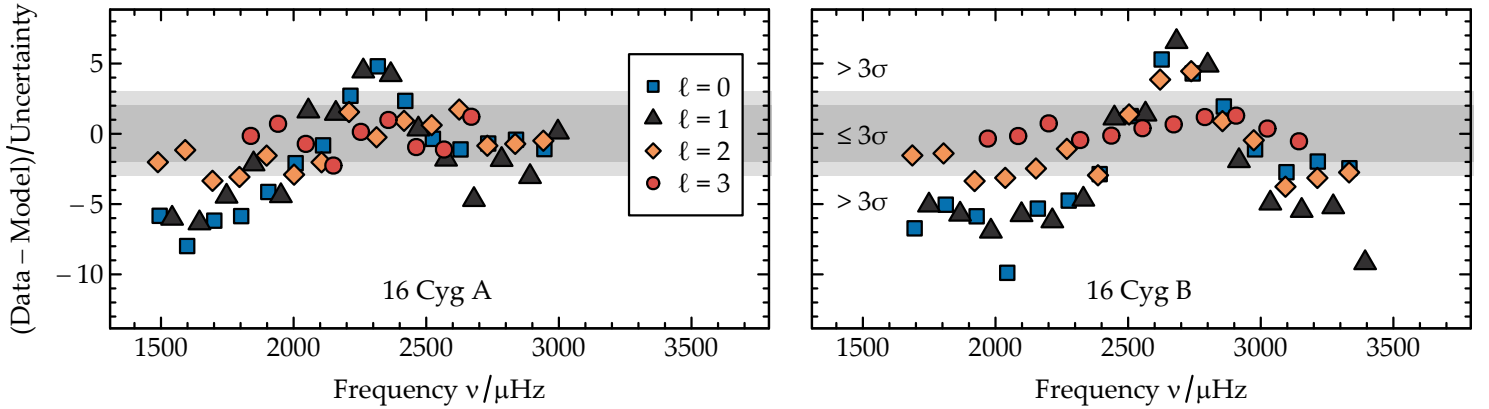 (Data – Model)/Uncertainty
5
0
– 5
– 10
ℓ = 0
ℓ = 1
ℓ = 2
ℓ = 3
16 Cyg A
1500 2000 2500 3000 3500
Frequency ν/μHz
> 3σ
≤ 3σ
> 3σ
16 Cyg B
1500 2000 2500 3000 3500
Frequency ν/μHz